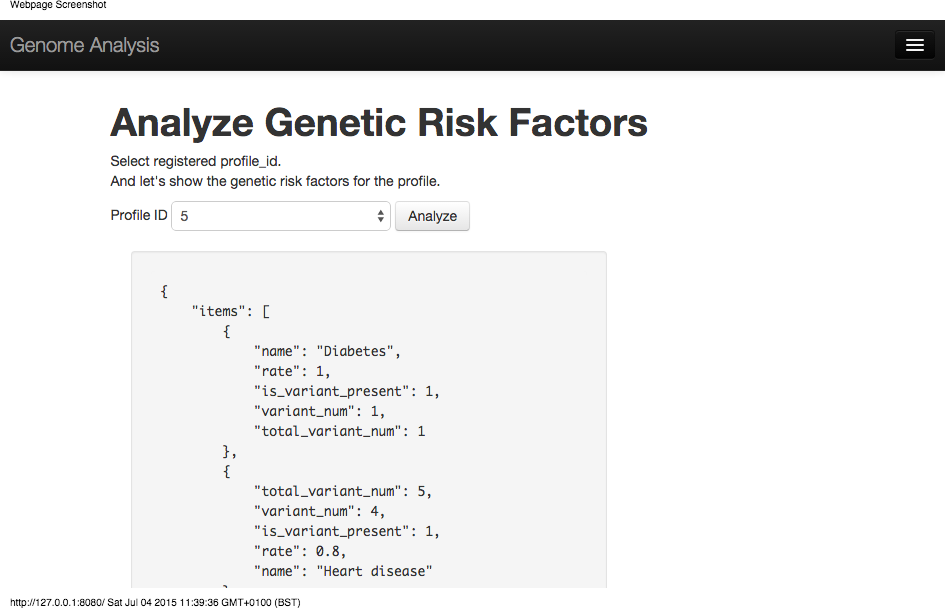 Webpage Screenshot
Genome Analysis
Analyze Genetic Risk Factors
Select registered profile_id.
And let's show the genetic risk factors for the profile.
Profile ID 5 Analyze
{
"items": [
{
"name": "Diabetes",
"rate": 1,
"is_variant_present": 1,
"variant_num": 1,
"total_variant_num": 1
},
{
"total_variant_num": 5,
"variant_num": 4,
"is_variant_present": 1,
"rate": 0.8,
"name": "Heart disease"
http://127.0.0.1:8080/ Sat Jul 04 2015 11:39:36 GMT+0100 (BST)